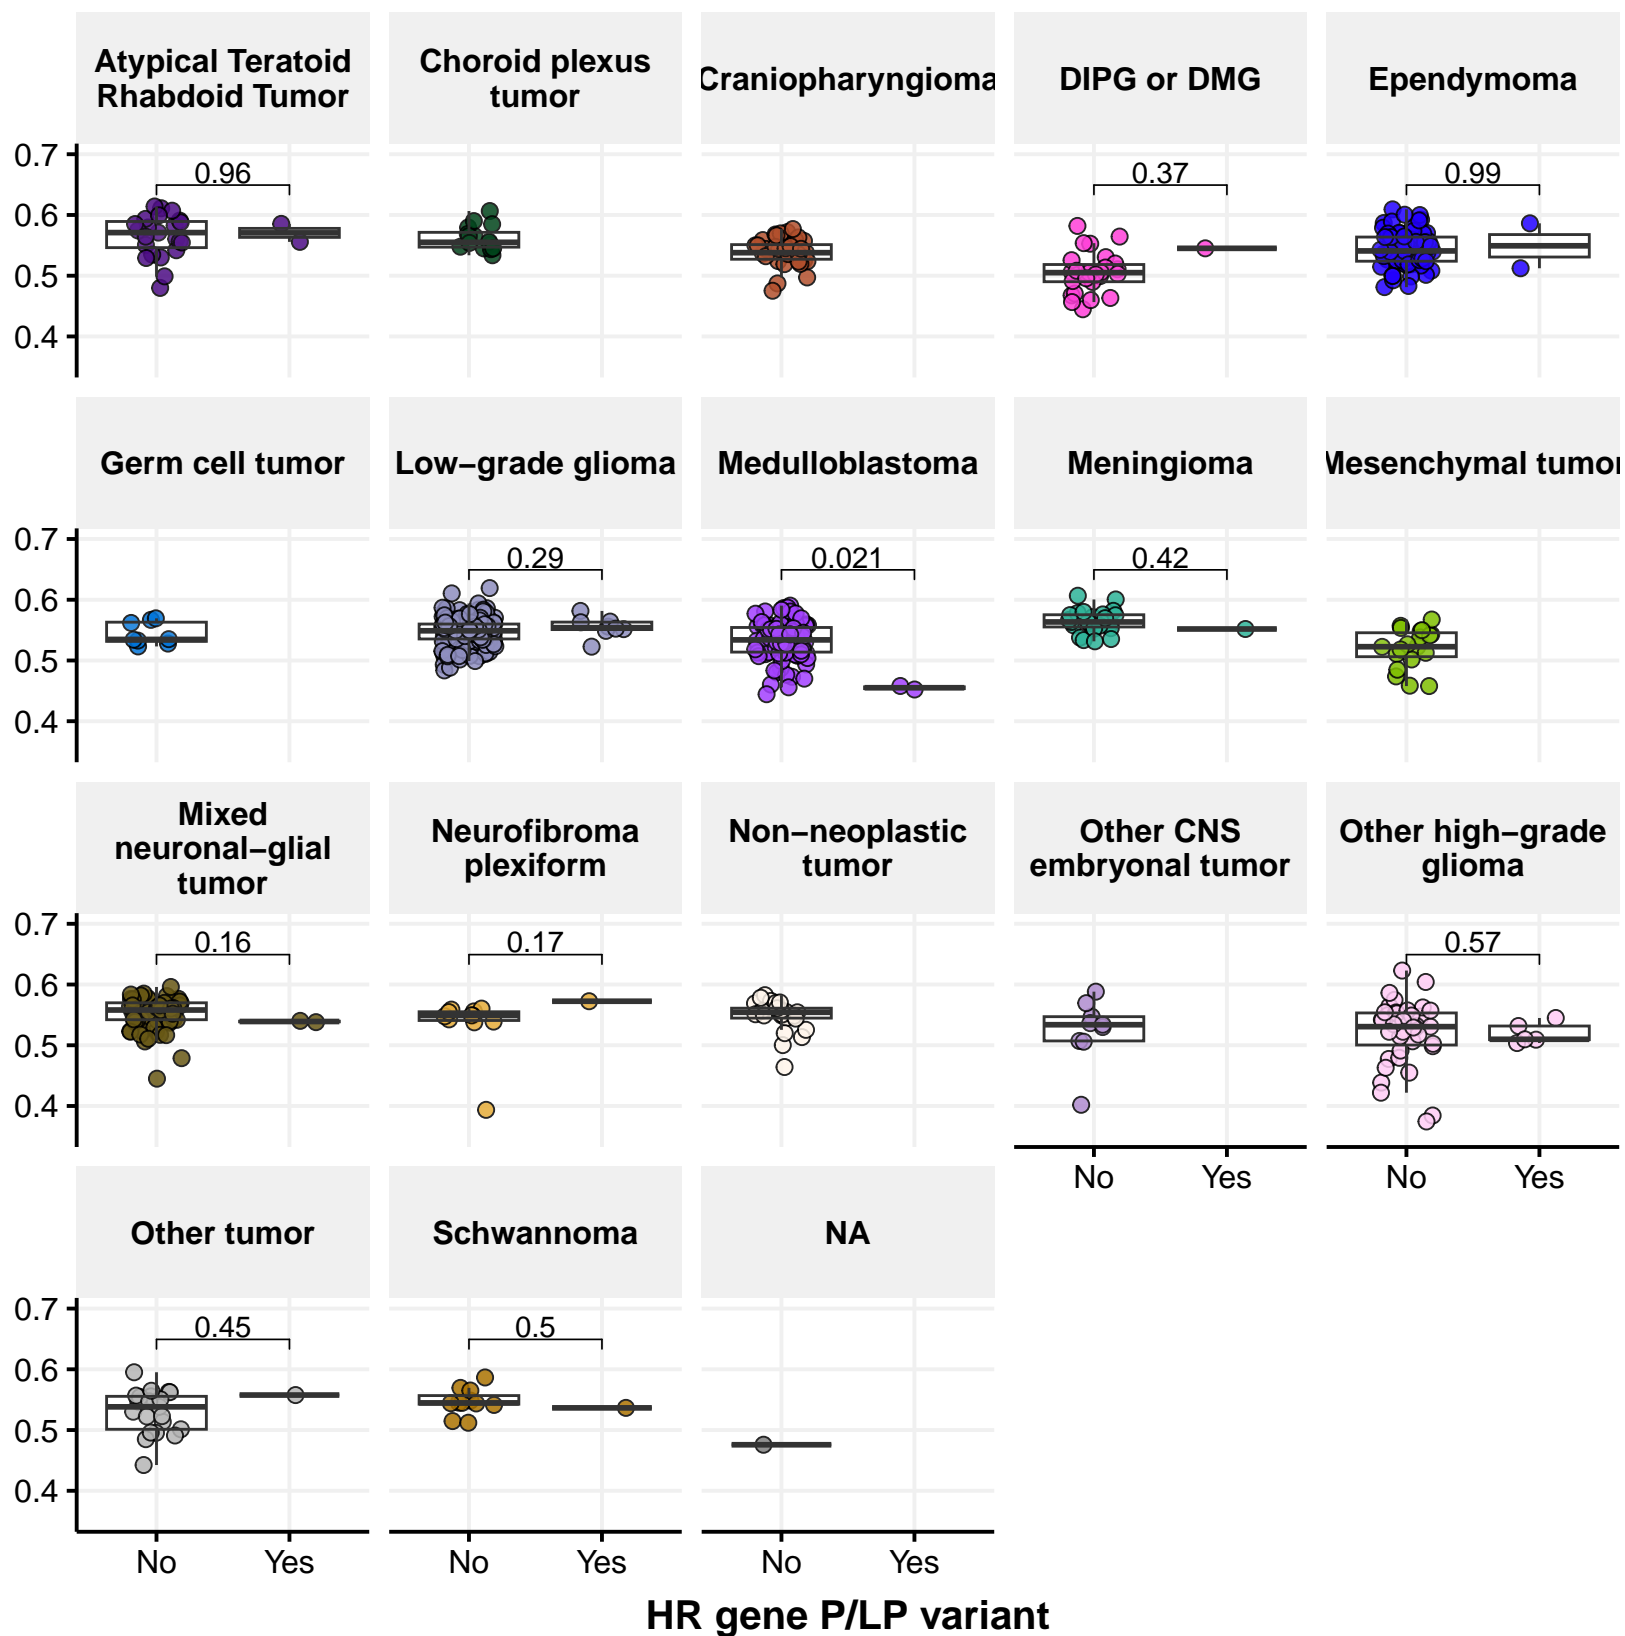 Atypical Teratoid
Rhabdoid Tumor
Choroid plexus
tumor
Craniopharyngioma
DIPG or DMG
Ependymoma
0.7
0.6
0.5
0.4
0.96
0.37
0.99
Germ cell tumor
Low−grade glioma
Medulloblastoma
Meningioma
Mesenchymal tumor
0.7
0.6
0.5
0.4
0.29
0.021
0.42
Mixed
neuronal−glial
tumor
Neurofibroma
plexiform
Non−neoplastic
tumor
Other CNS
embryonal tumor
Other high−grade
glioma
0.7
0.6
0.5
0.4
0.16
0.17
0.57
No Yes
No Yes
Other tumor
Schwannoma
NA
0.7
0.6
0.5
0.4
0.45
0.5
No Yes
No Yes
No Yes
HR gene P/LP variant